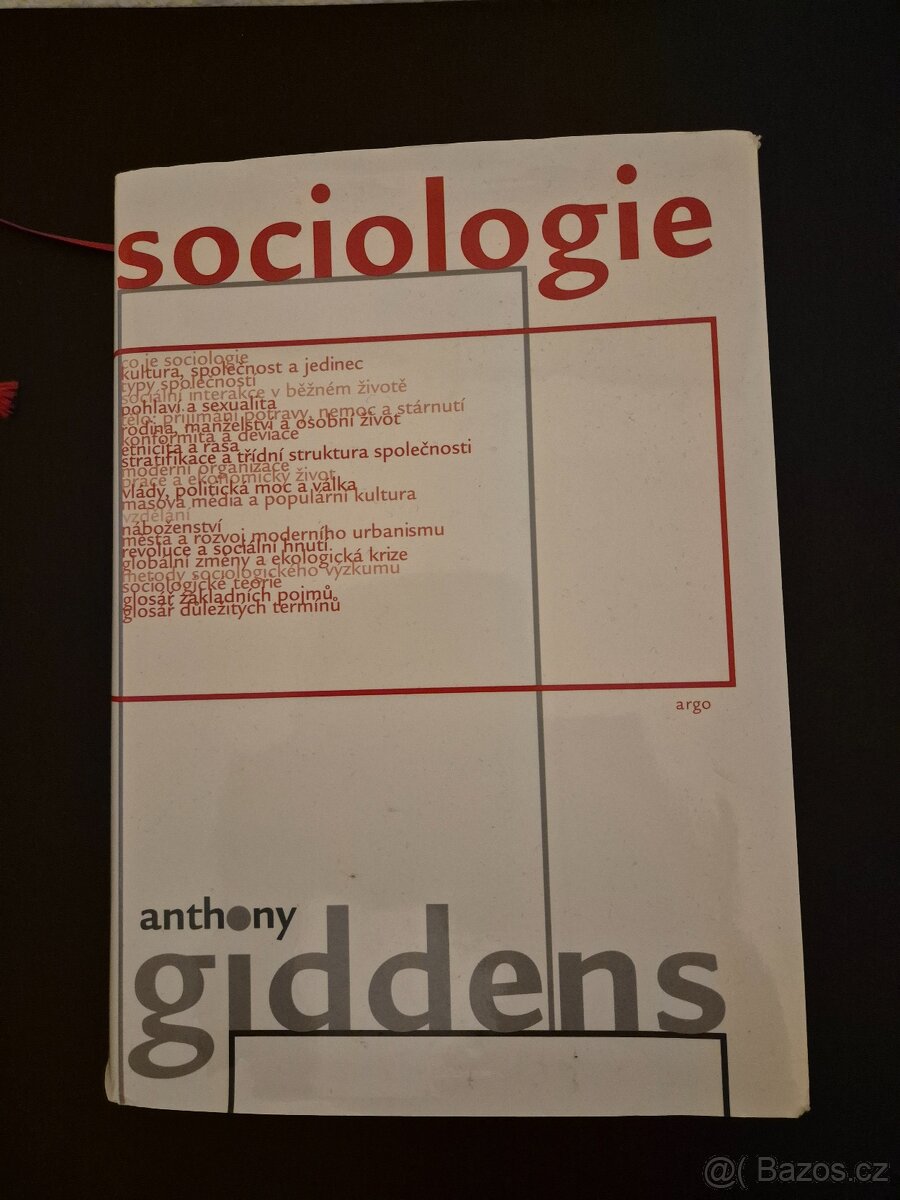 sociologie
co je sociologie
kultura, společnost a jedinec
typy společností
sociální interakce v běžném životě
pohlaví a sexualita
tělo: přijímání potravy, nemoc a stárnutí
rodina, manželství a osobní život
konformita a deviace
etnicita a rasa
stratifikace a třídní struktura společnosti
moderní organizace
práce a ekonomický život
vlády, politická moc a válka
masová média a populární kultura
vzdělání
náboženství
města a rozvoj moderního urbanismu
revoluce a sociální hnutí
globální změny a ekologická krize
metody sociologického výzkumu
sociologické teorie
glosář základních pojmů
glosář důležitých termínů
argo
anthony
giddens
@( Bazos.cz